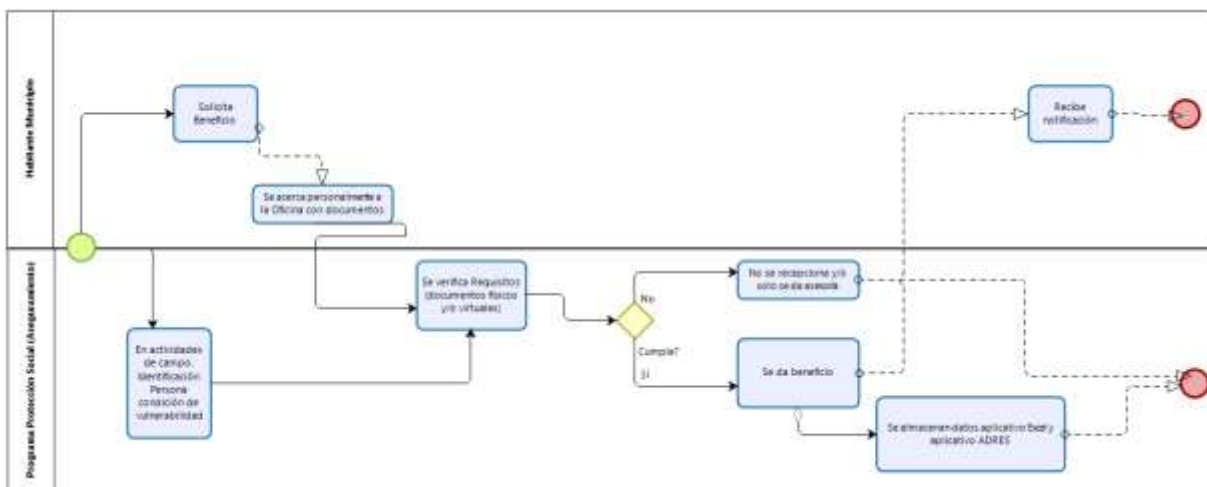 Habitante Municipio
Solicita
Beneficio
Se acerca personalmente a
la Oficina con documentos
Recibe
notificación
Programa Protección Social (Aseguramiento)
En actividades
de campo.
Identificación
Persona
condición de
vulnerabilidad
Se verifica Requisitos
(documentos físicos
y/o virtuales)
No
Cumple?
Si
No se recepciona y/o
solo se da asesoría
Se da beneficio
Se almacenan datos aplicativo Excel y
aplicativo ADRES